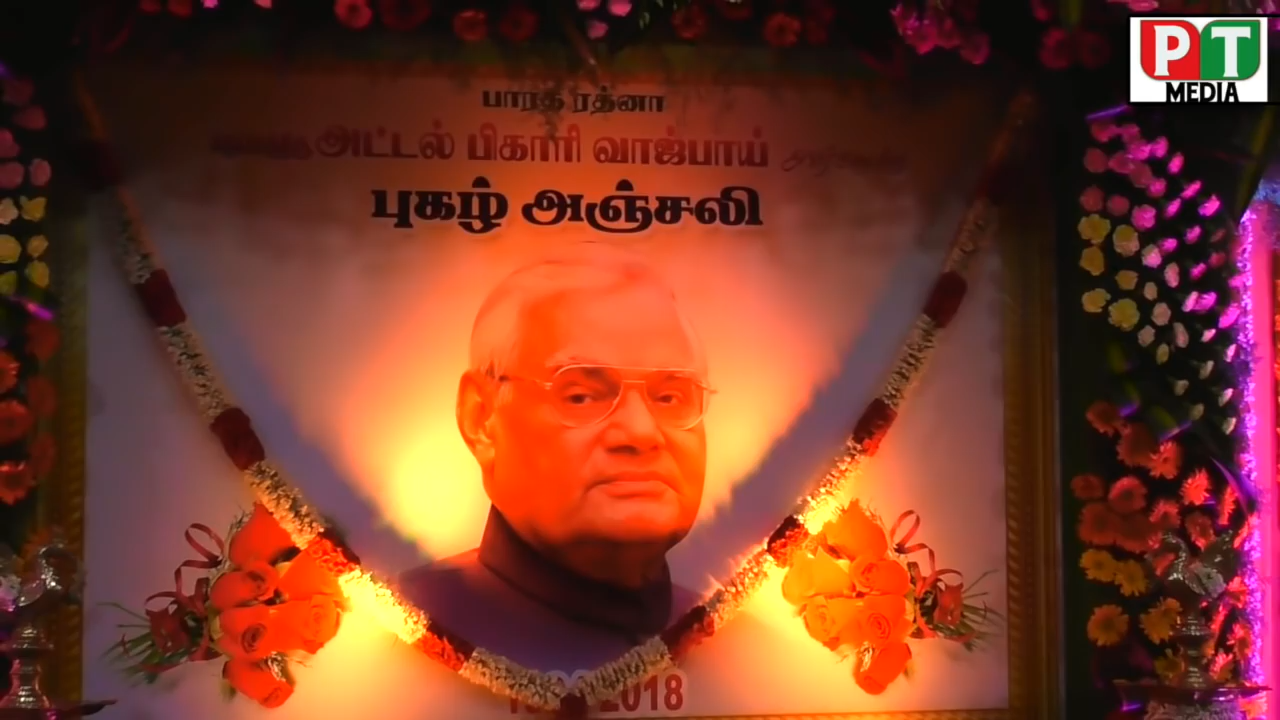 PT
MEDIA
பாரத ரத்னா
அட்டல் பிகாரி வாஜ்பாய்
புகழ் அஞ்சலி
2018